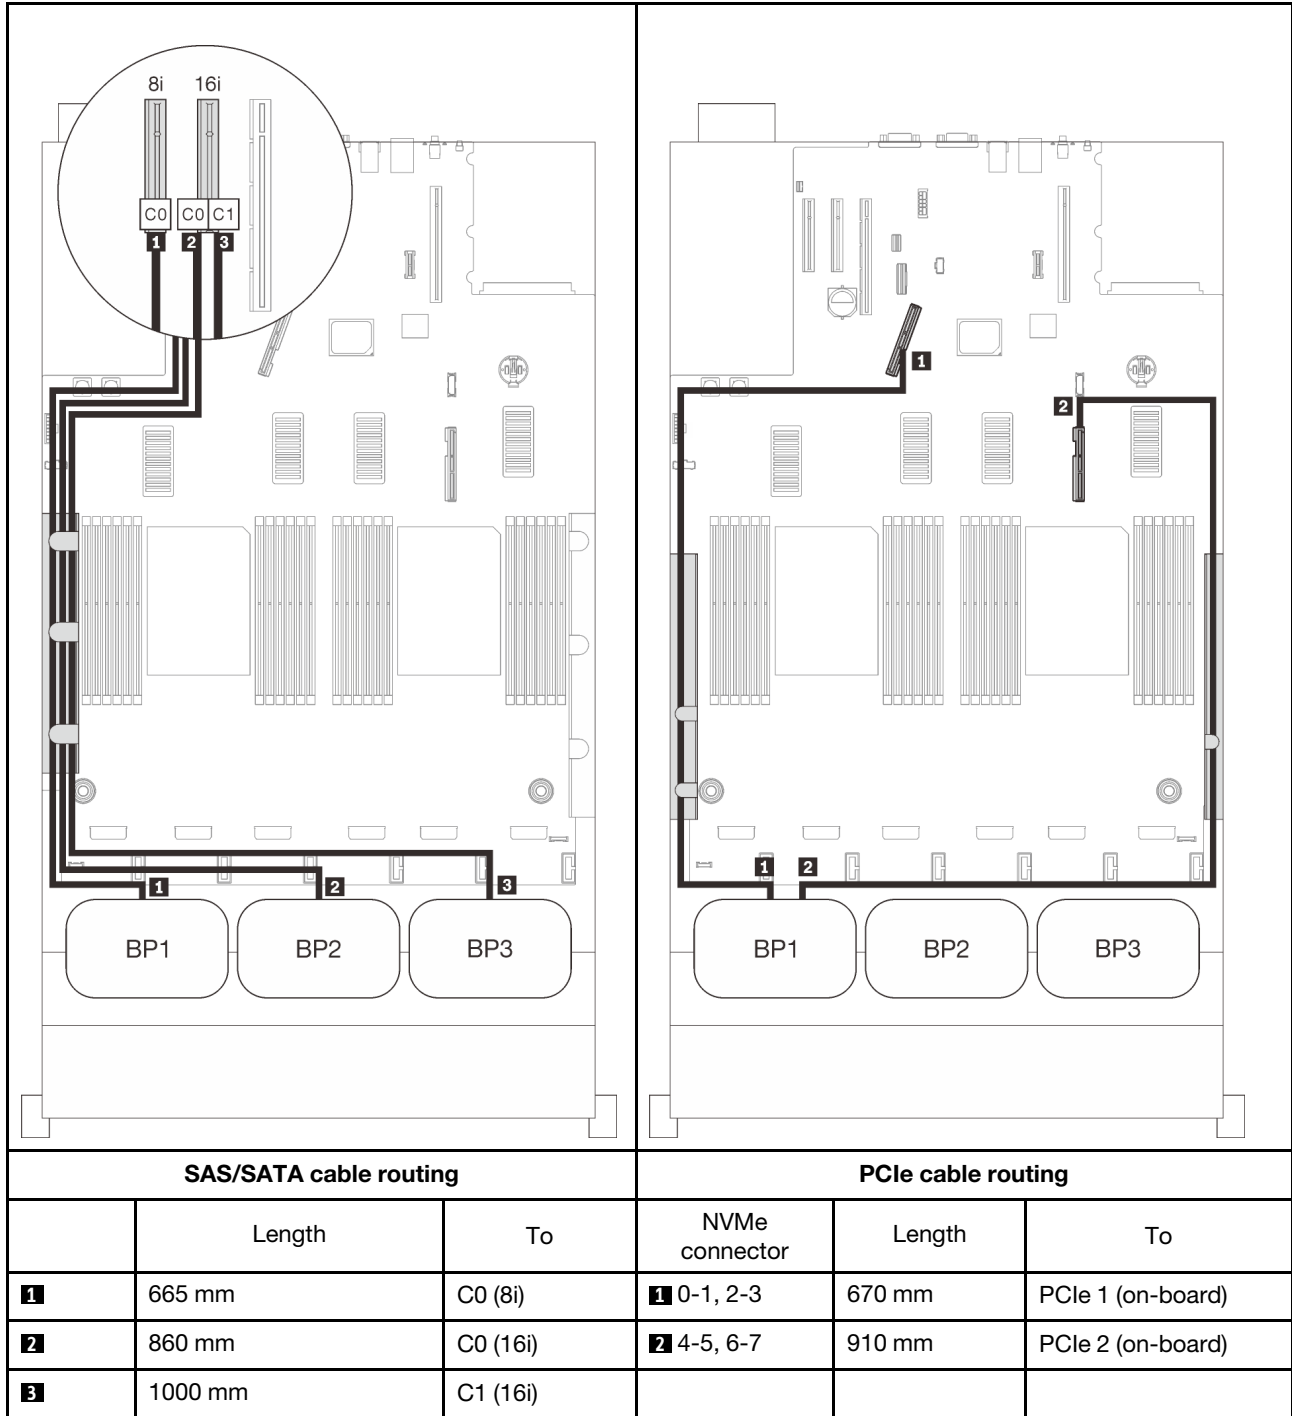 8i 16i
C0 C0 C1
1 2 3
1 2 3
BP1 BP2 BP3
1
2
1 2
BP1 BP2 BP3
SAS/SATA cable routing PCIe cable routing
Length To NVMe connector Length To
1 665 mm C0 (8i) 1 0-1, 2-3 670 mm PCIe 1 (on-board)
2 860 mm C0 (16i) 2 4-5, 6-7 910 mm PCIe 2 (on-board)
3 1000 mm C1 (16i)